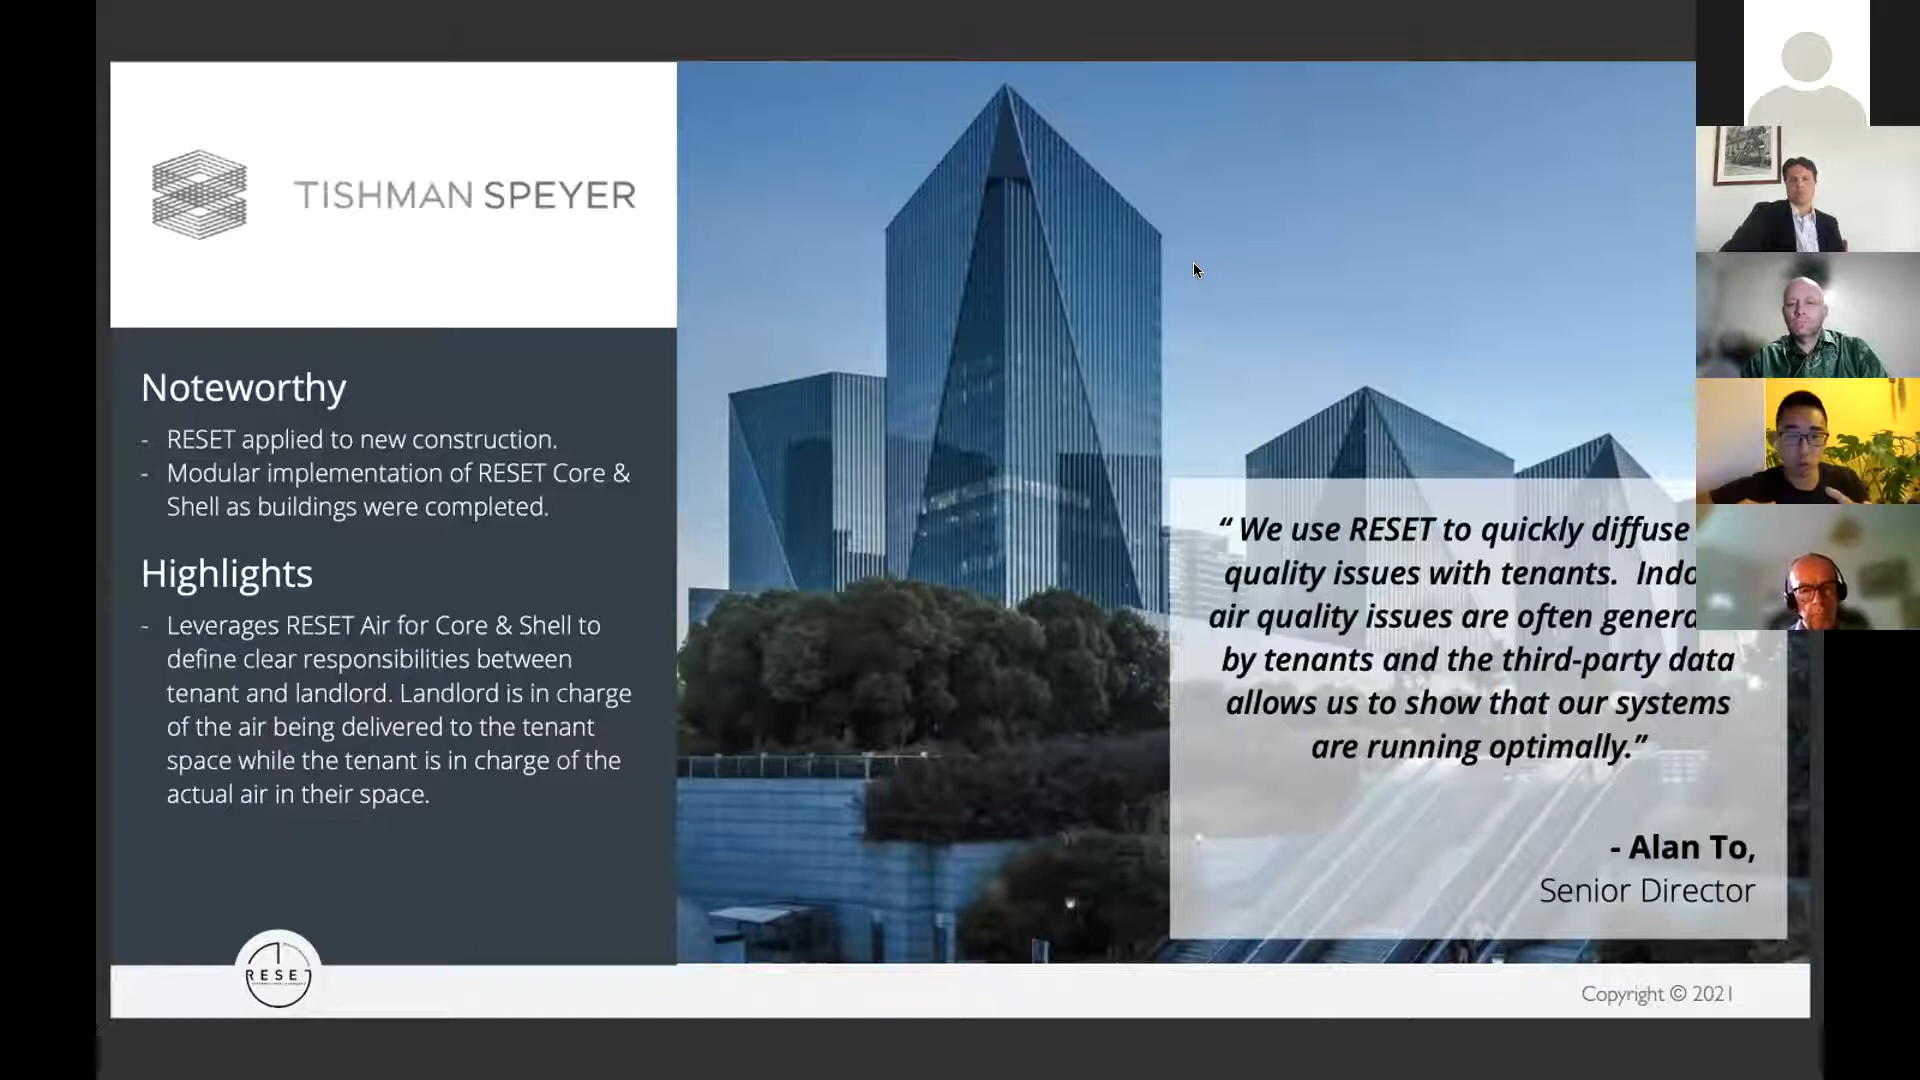 TISHMAN SPEYER
Noteworthy
- RESET applied to new construction.
- Modular implementation of RESET Core &
Shell as buildings were completed.
Highlights
- Leverages RESET Air for Core & Shell to
define clear responsibilities between
tenant and landlord. Landlord is in charge
of the air being delivered to the tenant
space while the tenant is in charge of the
actual air in their space.
“ We use RESET to quickly diffuse
quality issues with tenants. Indo
air quality issues are often genera
by tenants and the third-party data
allows us to show that our systems
are running optimally.”
- Alan To,
Senior Director
RESET
Copyright © 2021